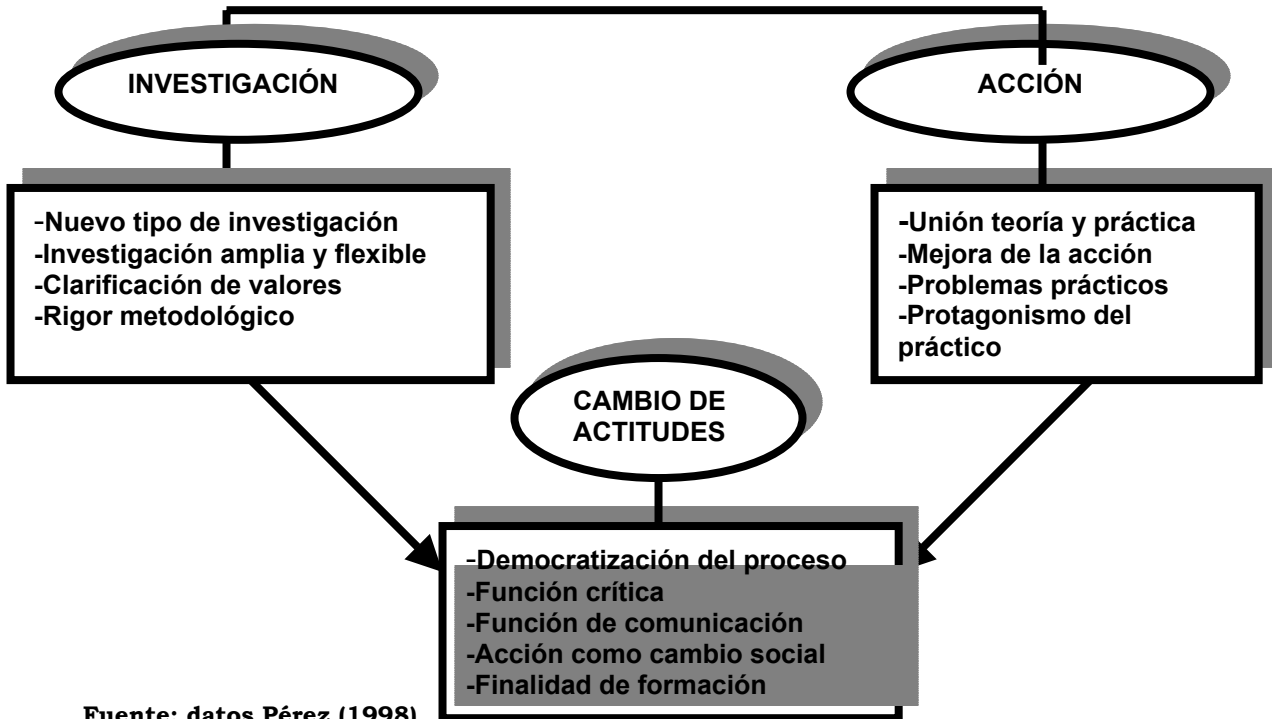 INVESTIGACIÓN
ACCIÓN
-Nuevo tipo de investigación
-Investigación amplia y flexible
-Clarificación de valores
-Rigor metodológico
-Unión teoría y práctica
-Mejora de la acción
-Problemas prácticos
-Protagonismo del
práctico
CAMBIO DE
ACTITUDES
-Democratización del proceso
-Función crítica
-Función de comunicación
-Acción como cambio social
-Finalidad de formación
Fuente: datos Pérez (1998)